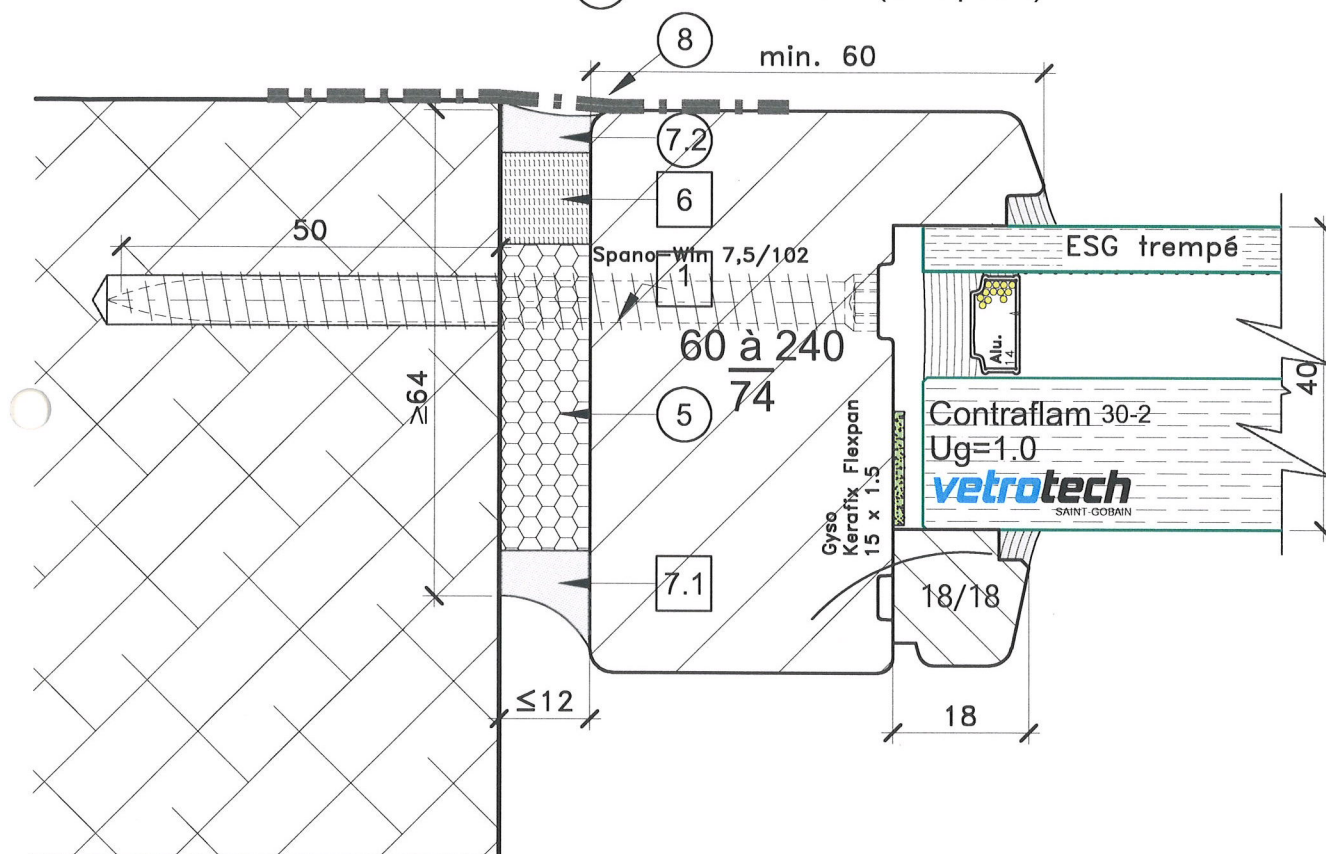 8
min. 60
7.2
6
50
Spano-Win 7,5/102
1
ESG trempé
Alu.
14
60 à 240
74
≥64
5
40
Contraflam 30-2
Ug=1.0
vetrotech
SAINT-GOBAIN
Gyso
Kerafix Flexpan
15 x 1.5
7.1
18/18
≤12
18